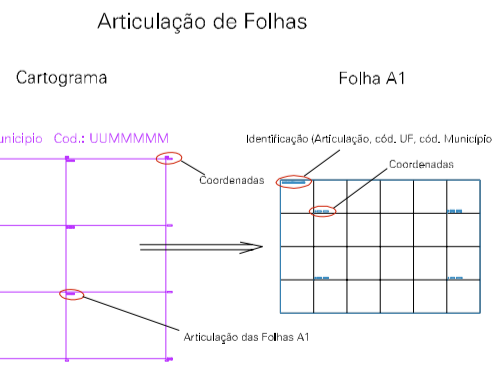 Articulação de Folhas
Cartograma
Folha A1
unicipio Cod.: UUMMMMM
Identificação (Articulação, cód. UF, cód. Município
Coordenadas
Coordenadas
Articulação das Folhas A1